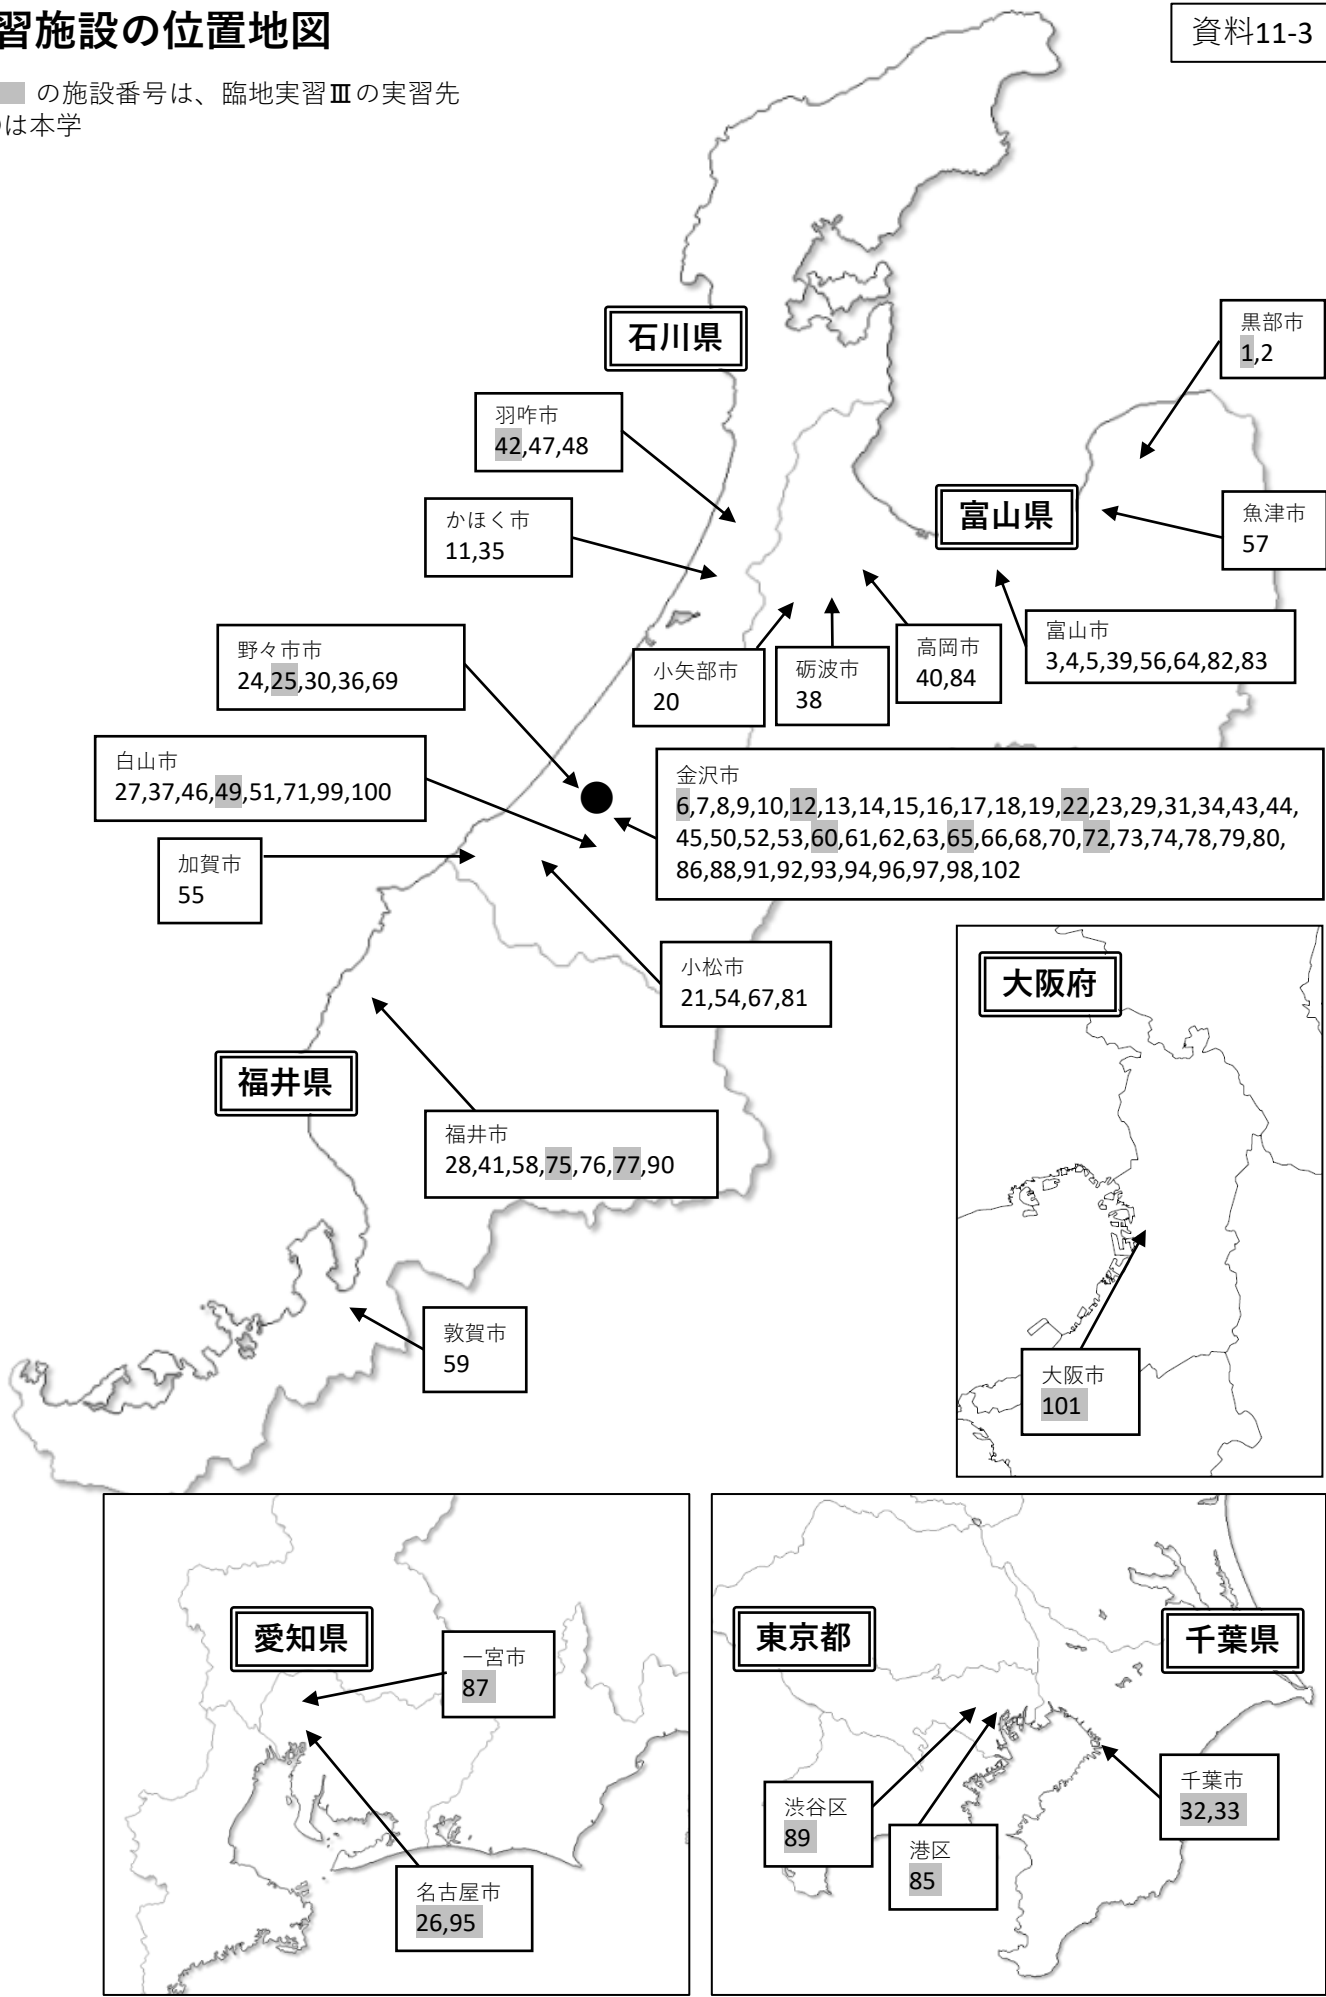 習施設の位置地図
資料11-3
の施設番号は、臨地実習Ⅲの実習先
は本学
石川県
黒部市
1,2
羽咋市
42,47,48
富山県
かほく市
11,35
魚津市
57
野々市市
24,25,30,36,69
小矢部市
20
砺波市
38
高岡市
40,84
富山市
3,4,5,39,56,64,82,83
白山市
27,37,46,49,51,71,99,100
金沢市
6,7,8,9,10,12,13,14,15,16,17,18,19,22,23,29,31,34,43,44,
45,50,52,53,60,61,62,63,65,66,68,70,72,73,74,78,79,80,
86,88,91,92,93,94,96,97,98,102
加賀市
55
小松市
21,54,67,81
大阪府
福井県
福井市
28,41,58,75,76,77,90
敦賀市
59
大阪市
101
愛知県
一宮市
87
名古屋市
26,95
東京都
千葉県
渋谷区
89
港区
85
千葉市
32,33